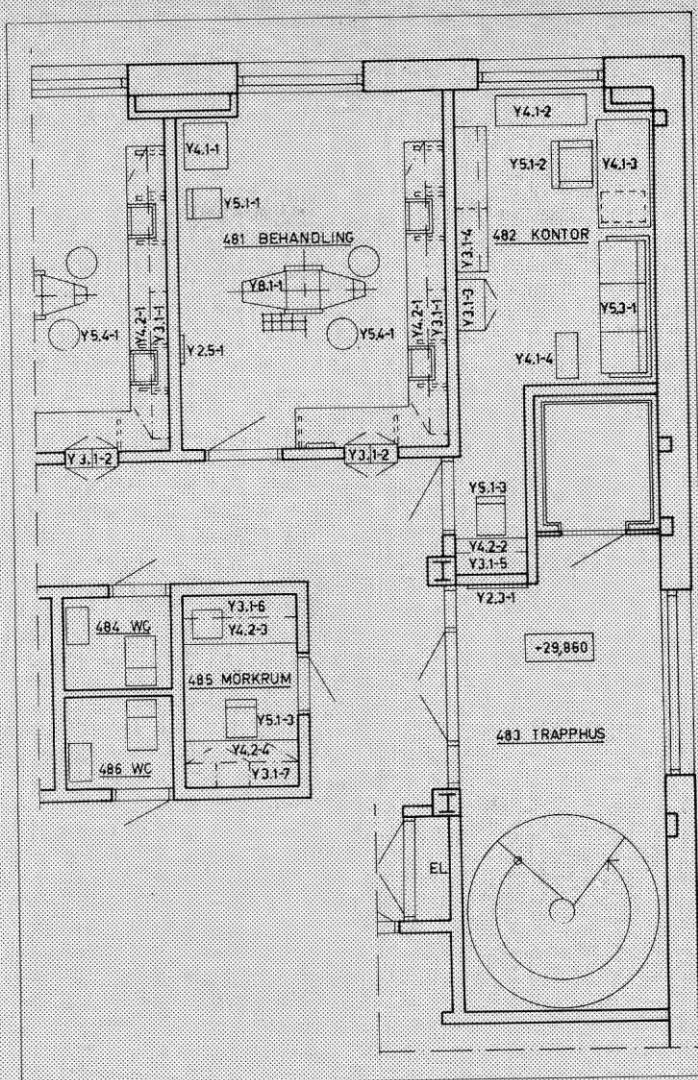 Y4.1-2
Y4.1-1
Y5.1-2
Y4.1-3
Y5.1-1
481 BEHANDLING
Y3.1-4
482 KONTOR
Y8.1-1
Y4.2-1
Y3.1-1
Y5.4-1
Y2.5-1
Y5.4-1
Y4.2-1
Y3.1-1
Y3.1-3
Y5.3-1
Y4.1-4
Y3.1-2
Y3.1-2
Y5.1-3
Y4.2-2
Y3.1-5
Y2.3-1
484 WC
Y3.1-6
Y4.2-3
485 MÖRKRUM
Y5.1-3
+29,860
483 TRAPPHUS
486 WC
Y4.2-4
Y3.1-7
EL